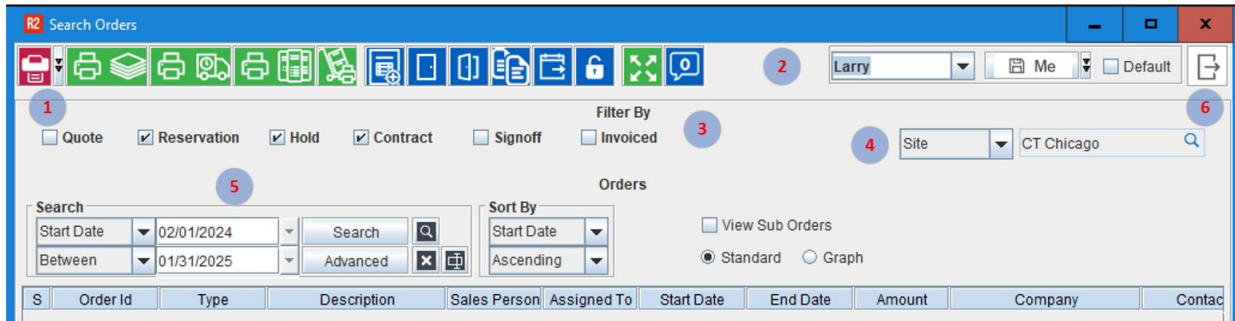 R2 Search Orders
0
2 Larry Me Default
1 6
Filter By
Quote Reservation Hold Contract Signoff Invoiced 3
4 Site CT Chicago
5
Orders
Search Sort By
Start Date 02/01/2024 Search Start Date View Sub Orders
Between 01/31/2025 Advanced Ascending Standard Graph
S Order Id Type Description Sales Person Assigned To Start Date End Date Amount Company Contac